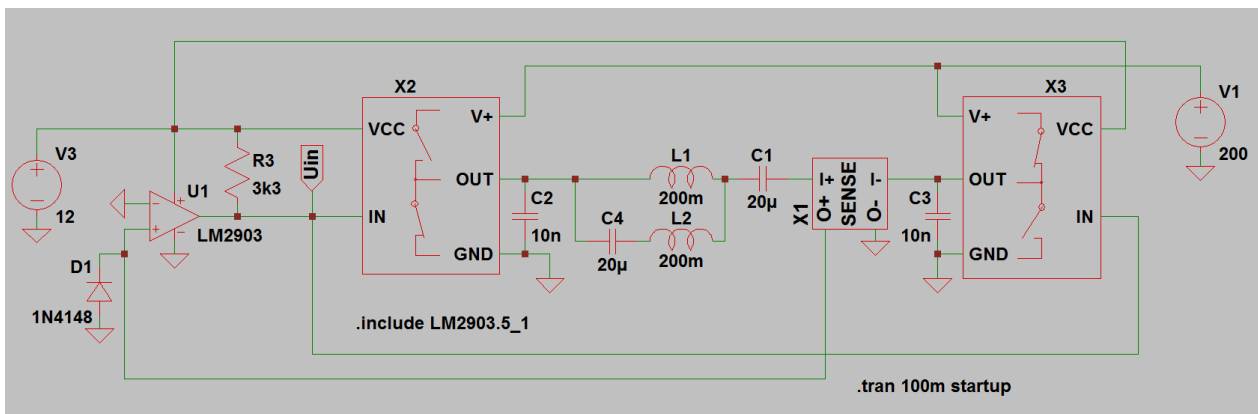 X2
X3
V1
V+
V+
VCC
VCC
V3
R3
3k3
Uin
L1
C1
U1
200m
20µ
I+
I-
200
OUT
SENSE
OUT
C2
C4
L2
X1
O+
O-
C3
12
IN
IN
LM2903
10n
20µ
200m
10n
GND
GND
D1
1N4148
.include LM2903.5_1
.tran 100m startup